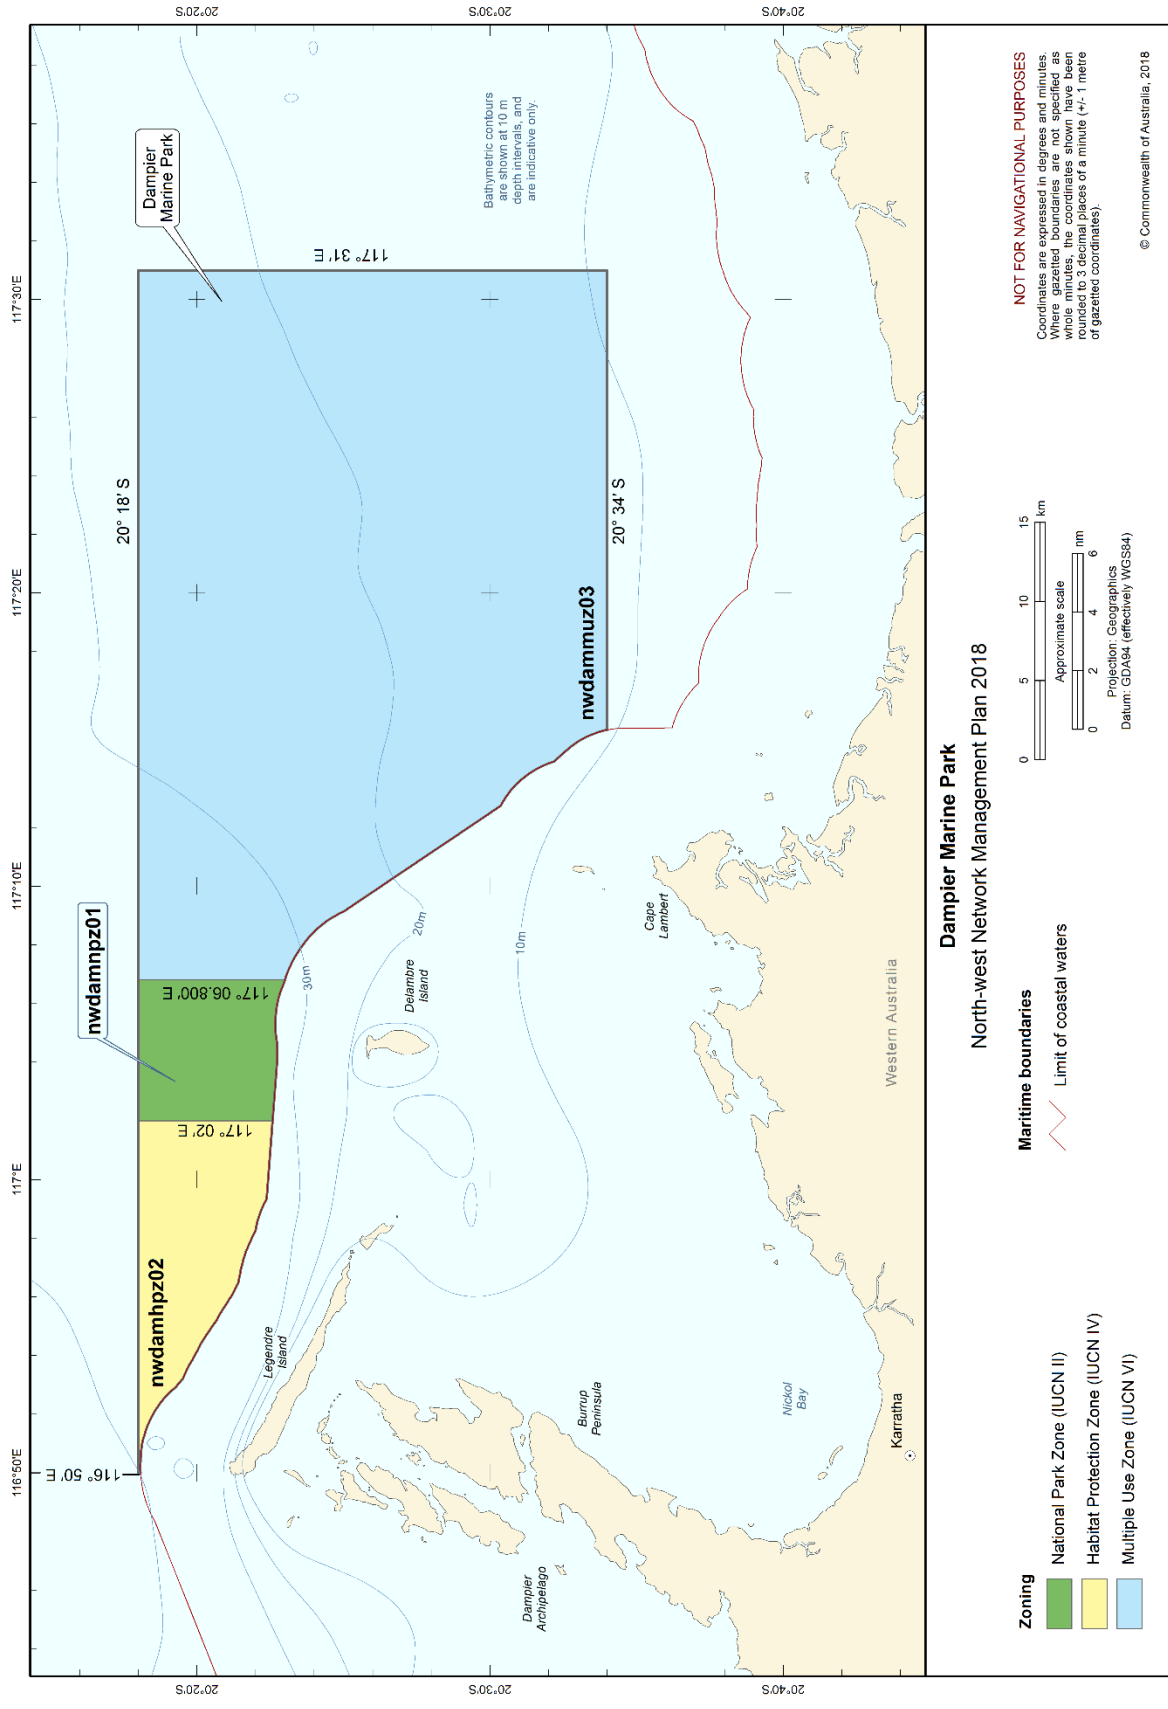 116°50'E
117°E
117°10'E
117°20'E
117°30'E
20°20'S
20°30'S
20°40'S
20°20'S
20°30'S
20°40'S
116° 50' E
nwdamhpz02
117° 02' E
nwdamnpz01
117° 06.800' E
20° 18' S
Dampier
Marine Park
117° 31' E
20° 34' S
nwdammuz03
Bathymetric contours
are shown at 10 m
depth intervals, and
are indicative only.
30m
20m
10m
Legendre
Island
Delambre
Island
Cape
Lambert
Dampier
Archipelago
Burrup
Peninsula
Nickol
Bay
Karratha
Western Australia
Dampier Marine Park
North-west Network Management Plan 2018
Zoning
National Park Zone (IUCN II)
Habitat Protection Zone (IUCN IV)
Multiple Use Zone (IUCN VI)
Maritime boundaries
Limit of coastal waters
0 5 10 15
km
Approximate scale
nm
0 2 4 6
Projection: Geographics
Datum: GDA94 (effectively WGS84)
NOT FOR NAVIGATIONAL PURPOSES
Coordinates are expressed in degrees and minutes.
Where gazetted boundaries are not specified as
whole minutes, the coordinates shown have been
rounded to 3 decimal places of a minute (+/- 1 metre
of gazetted coordinates).
© Commonwealth of Australia, 2018